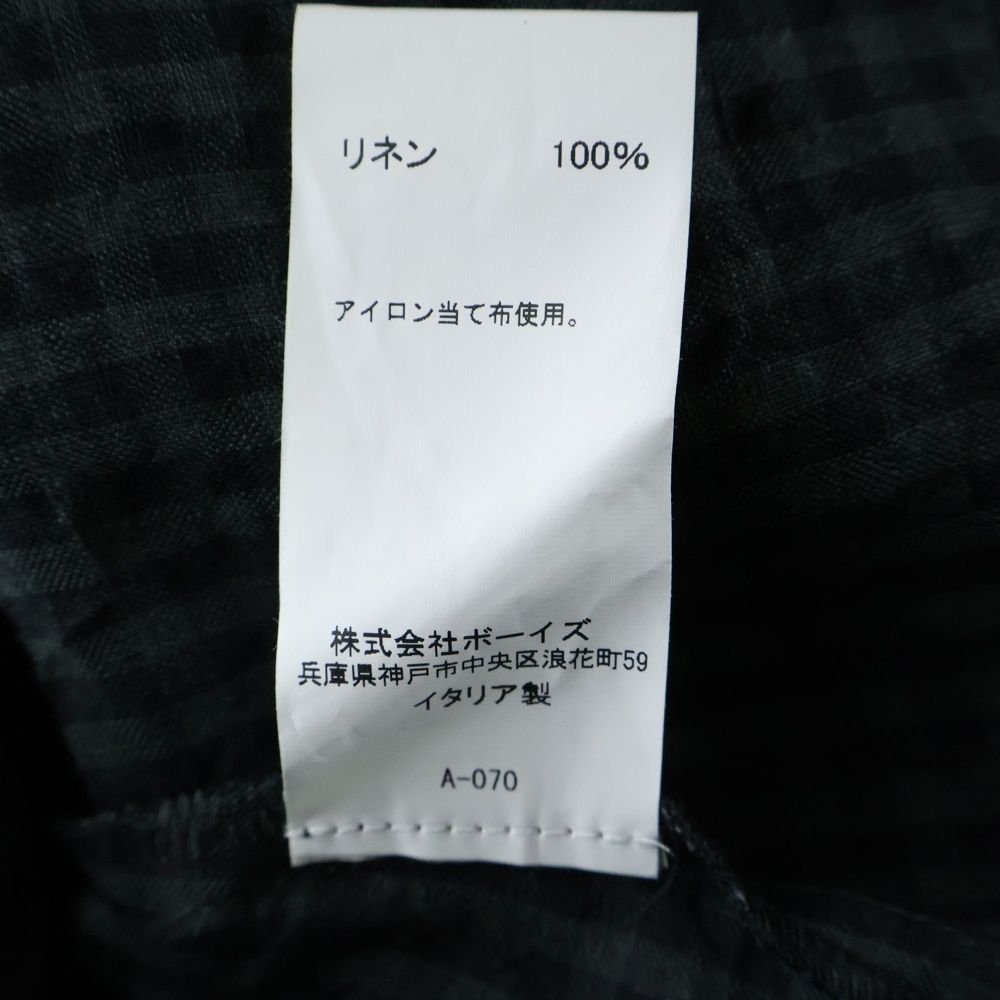 リネン 100%
アイロン当て布使用。
株式会社ボーイズ
兵庫県神戸市中央区浪花町59
イタリア製
A-070